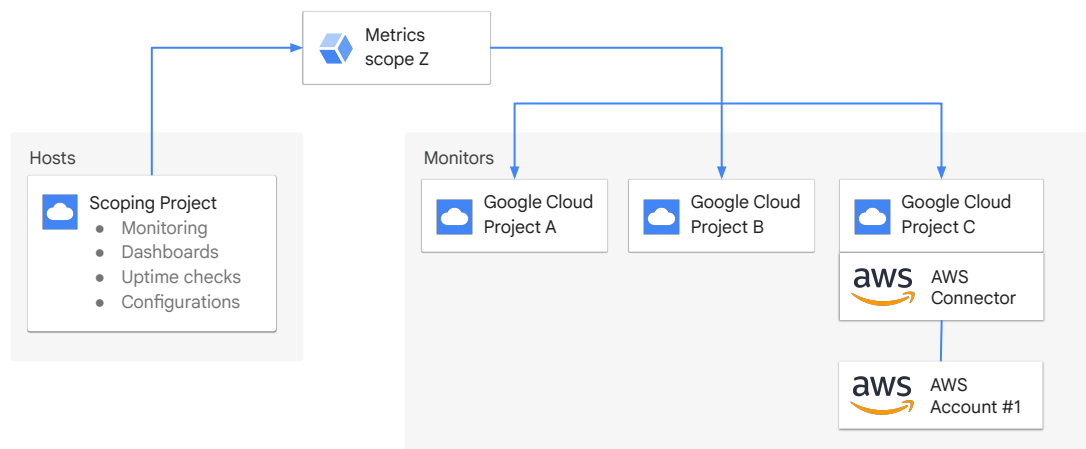 Metrics
scope Z
Hosts
Scoping Project
● Monitoring
● Dashboards
● Uptime checks
● Configurations
Monitors
Google Cloud
Project A
Google Cloud
Project B
Google Cloud
Project C
aws
AWS
Connector
aws
AWS
Account #1